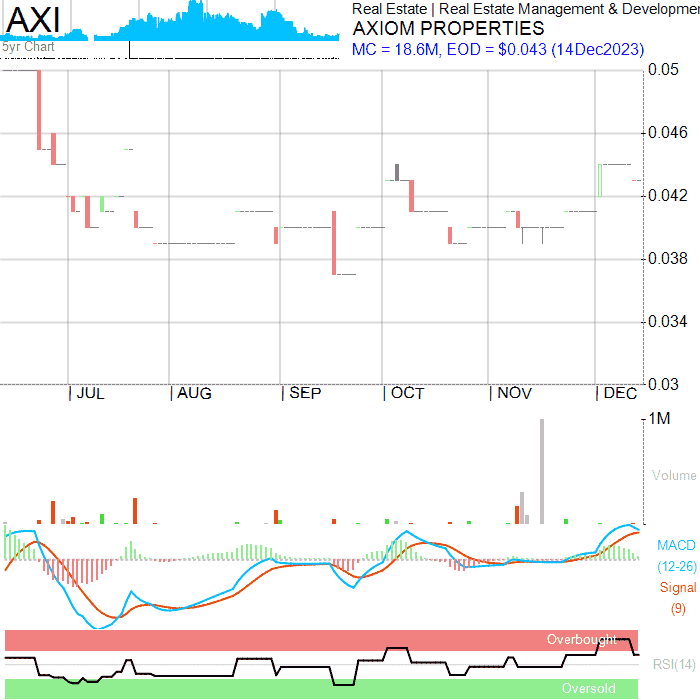 AXI
Real Estate | Real Estate Management & Developmen
AXIOM PROPERTIES
5yr Chart
MC = 18.6M, EOD = $0.043 (14Dec2023)
0.05
0.046
0.042
0.038
0.034
0.03
JUL
AUG
SEP
OCT
NOV
DEC
1M
Volume
MACD
(12-26)
Signal
(9)
Overbought
RSI(14)
Oversold